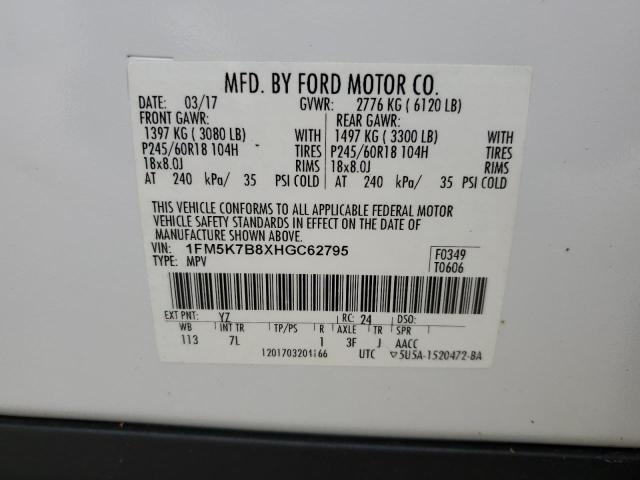 MFD. BY FORD MOTOR CO.
DATE: 03/17 GVWR: 2776 KG ( 6120 LB)
FRONT GAWR: REAR GAWR:
1397 KG ( 3080 LB) WITH 1497 KG ( 3300 LB) WITH
P245/60R18 104H TIRES P245/60R18 104H TIRES
18x8.0J RIMS 18x8.0J RIMS
AT 240 kPa/ 35 PSI COLD AT 240 kPa/ 35 PSI COLD
THIS VEHICLE CONFORMS TO ALL APPLICABLE FEDERAL MOTOR
VEHICLE SAFETY STANDARDS IN EFFECT ON THE DATE OF
MANUFACTURE SHOWN ABOVE.
VIN: 1FM5K7B8XHGC62795 F0349
TYPE: MPV T0606
EXT PNT: YZ RC: 24 DSO:
WB INT TR TP/PS R AXLE TR SPR
113 7L 1 3F J AACC
UTC ▽5U5A-1520472-BA